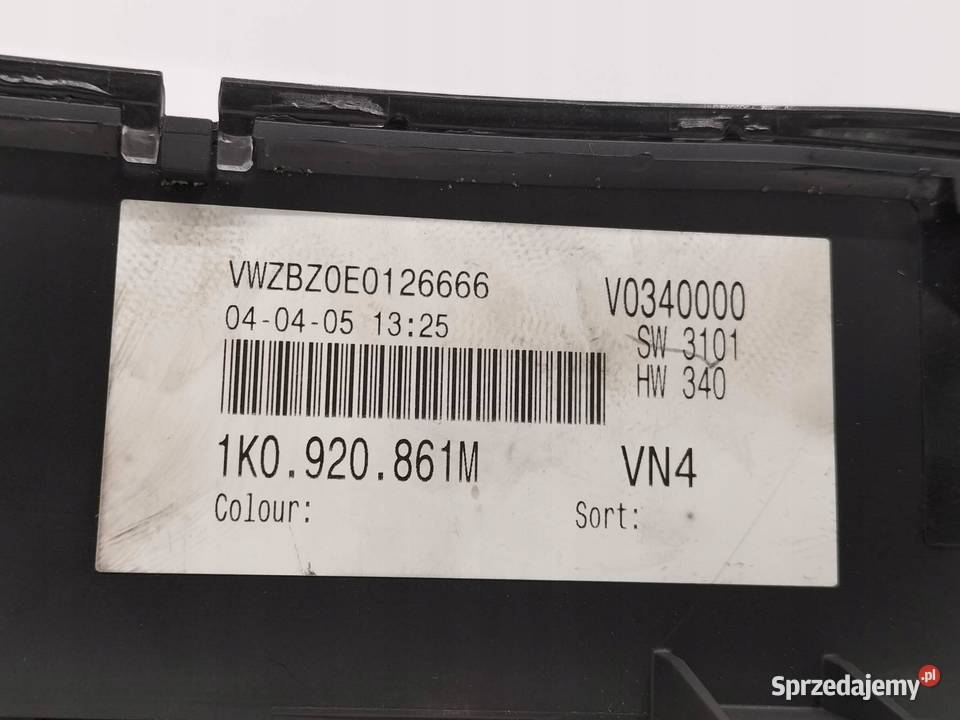 VWZBZ0E0126666
04-04-05 13:25
V0340000
SW 3101
HW 340
1K0.920.861M
VN4
Colour:
Sort:
Sprzedajemy.pl